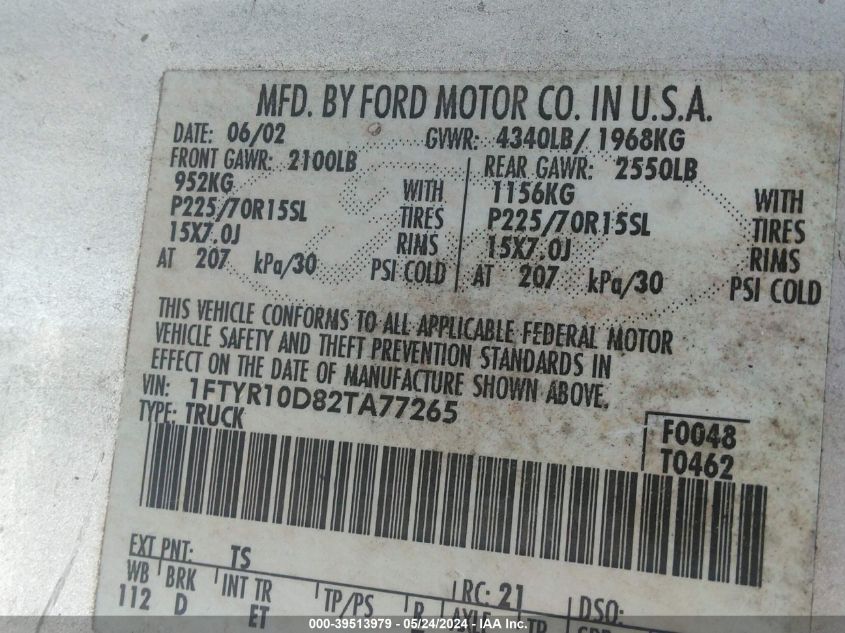 MFD. BY FORD MOTOR CO. IN U.S.A.
DATE: 06/02 GVWR: 4340LB/ 1968KG
FRONT GAWR: 2100LB REAR GAWR: 2550LB
952KG WITH 1156KG WITH
P225/70R15SL TIRES P225/70R15SL TIRES
15X7.0J RIMS 15X7.0J RIMS
AT 207 kPa/30 PSI COLD AT 207 kPa/30 PSI COLD
THIS VEHICLE CONFORMS TO ALL APPLICABLE FEDERAL MOTOR
VEHICLE SAFETY AND THEFT PREVENTION STANDARDS IN
EFFECT ON THE DATE OF MANUFACTURE SHOWN ABOVE.
VIN: 1FTYR10D82TA77265
TYPE: TRUCK
F0048
T0462
EXT PNT: TS RC: 21 DSO:
WB BRK INT TR TP/PS R AXLE TR
112 D ET
000-39513979 - 05/24/2024 - IAA Inc.